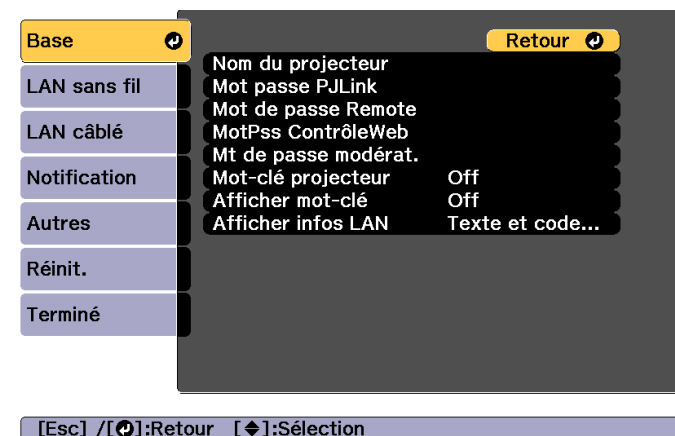 Base
LAN sans fil
LAN câblé
Notification
Autres
Réinit.
Terminé
Retour
Nom du projecteur
Mot passe PJLink
Mot de passe Remote
MotPss ContrôleWeb
Mt de passe modérat.
Mot-clé projecteur Off
Afficher mot-clé Off
Afficher infos LAN Texte et code...
[Esc] /[⏎]:Retour [◆]:Sélection